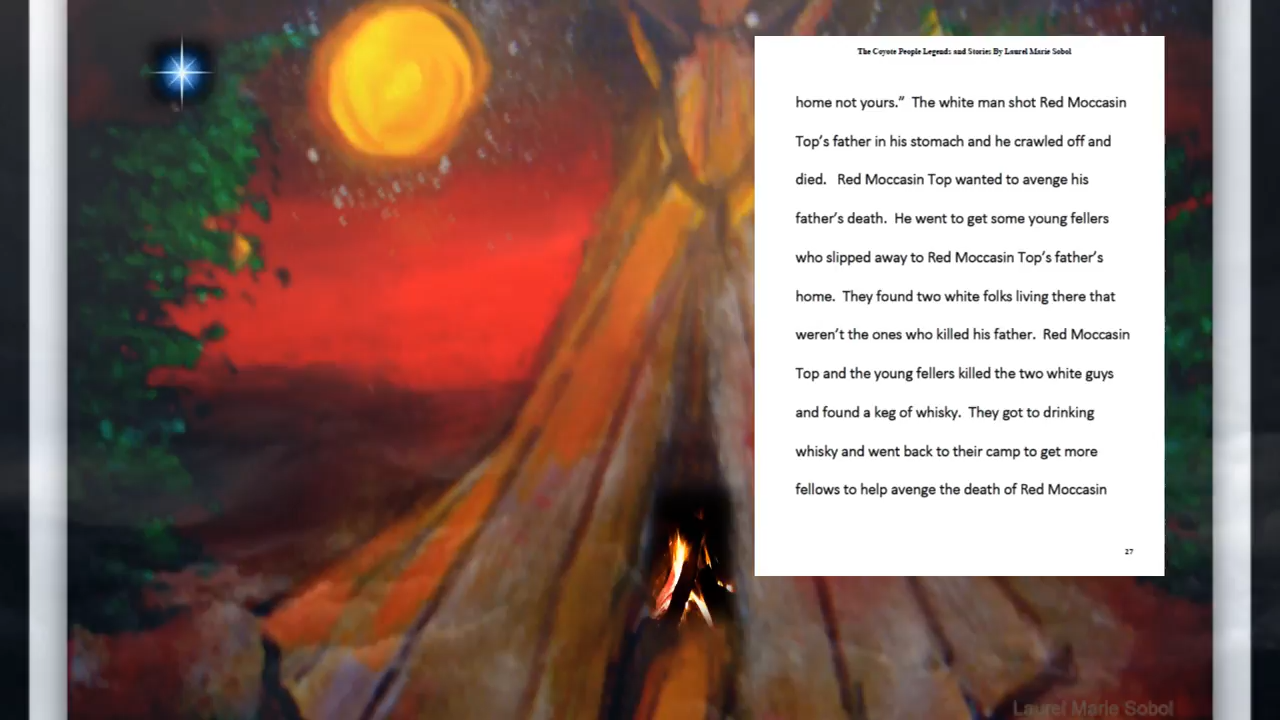 The Coyote People Legends and Stories By Laurel Marie Sobol
home not yours.”  The white man shot Red Moccasin
Top’s father in his stomach and he crawled off and
died.   Red Moccasin Top wanted to avenge his
father’s death.  He went to get some young fellers
who slipped away to Red Moccasin Top’s father’s
home.  They found two white folks living there that
weren’t the ones who killed his father.  Red Moccasin
Top and the young fellers killed the two white guys
and found a keg of whisky.  They got to drinking
whisky and went back to their camp to get more
fellows to help avenge the death of Red Moccasin
27
Laurel Marie Sobol